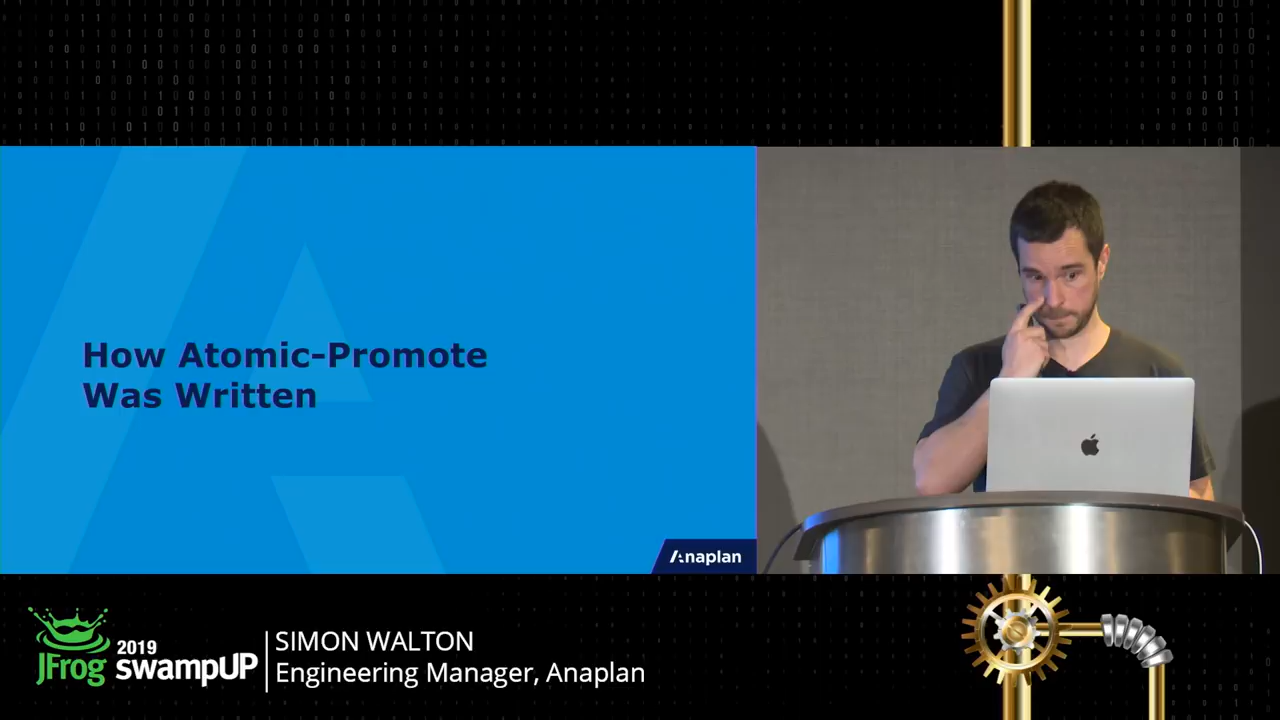 How Atomic-Promote
Was Written
Anaplan
JFrog
2019
swampUP
SIMON WALTON
Engineering Manager, Anaplan